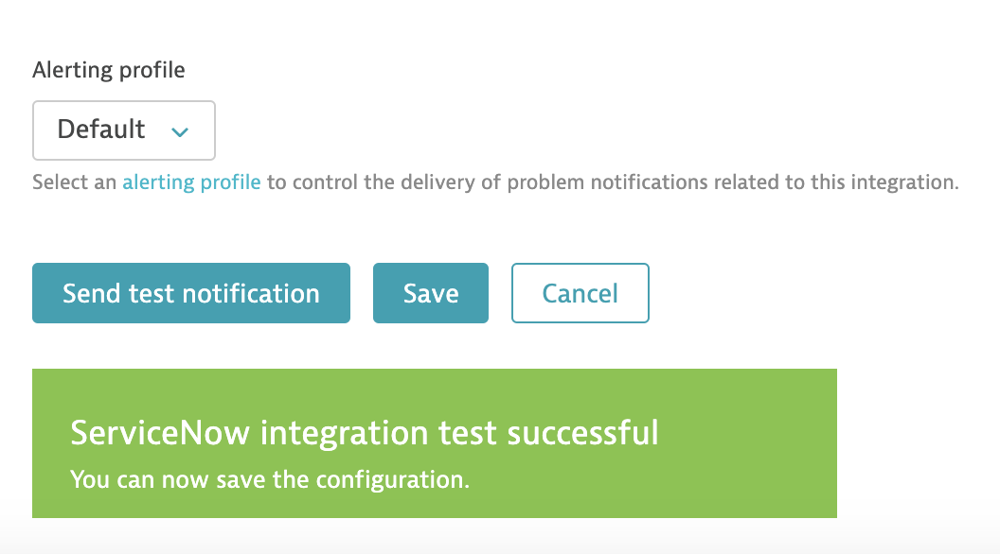 Alerting profile
Default
Select an alerting profile to control the delivery of problem notifications related to this integration.
Send test notification
Save
Cancel
ServiceNow integration test successful
You can now save the configuration.